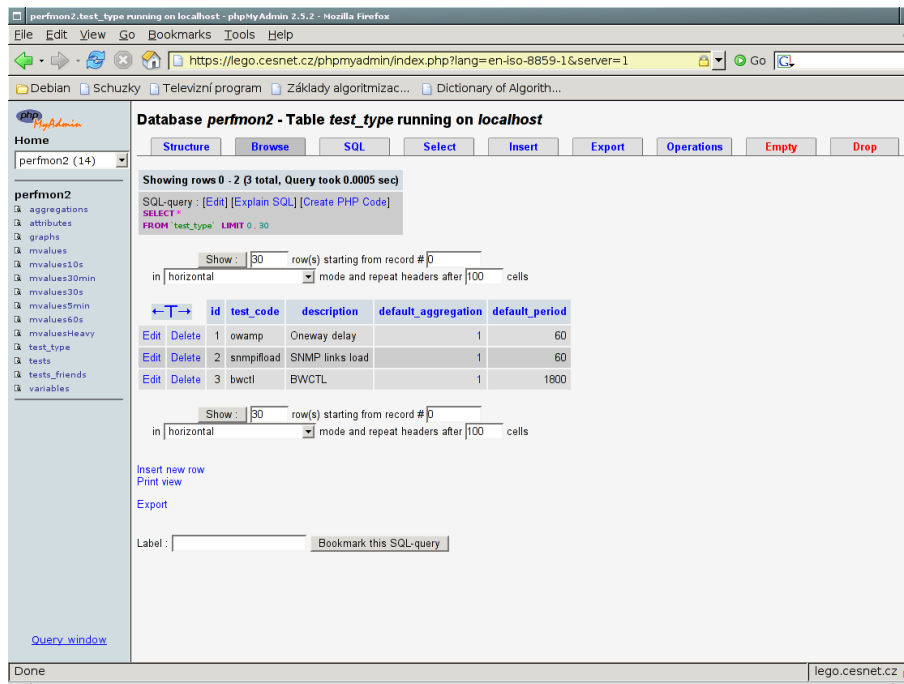 perfmon2.test_type running on localhost - phpMyAdmin 2.5.2 - Mozilla Firefox
File Edit View Go Bookmarks Tools Help
https://lego.cesnet.cz/phpmyadmin/index.php?lang=en-iso-8859-1&server=1 Go G
Debian Schuzky Televizní program Základy algoritmizac... Dictionary of Algorith...
php
MyAdmin
Home
perfmon2 (14)
perfmon2
aggregations
attributes
graphs
mvalues
mvalues10s
mvalues30min
mvalues30s
mvalues5min
mvalues60s
mvaluesHeavy
test_type
tests
tests_friends
variables
Query window
Database perfmon2 - Table test_type running on localhost
Structure Browse SQL Select Insert Export Operations Empty Drop
Showing rows 0 - 2 (3 total, Query took 0.0005 sec)
SQL-query : [Edit] [Explain SQL] [Create PHP Code]
SELECT *
FROM `test_type` LIMIT 0 , 30
Show : 30 row(s) starting from record # 0
in horizontal mode and repeat headers after 100 cells
←T→ id test_code description default_aggregation default_period
Edit Delete 1 owamp Oneway delay 1 60
Edit Delete 2 snmpifload SNMP links load 1 60
Edit Delete 3 bwctl BWCTL 1 1800
Show : 30 row(s) starting from record # 0
in horizontal mode and repeat headers after 100 cells
Insert new row
Print view
Export
Label : Bookmark this SQL-query
Done lego.cesnet.cz